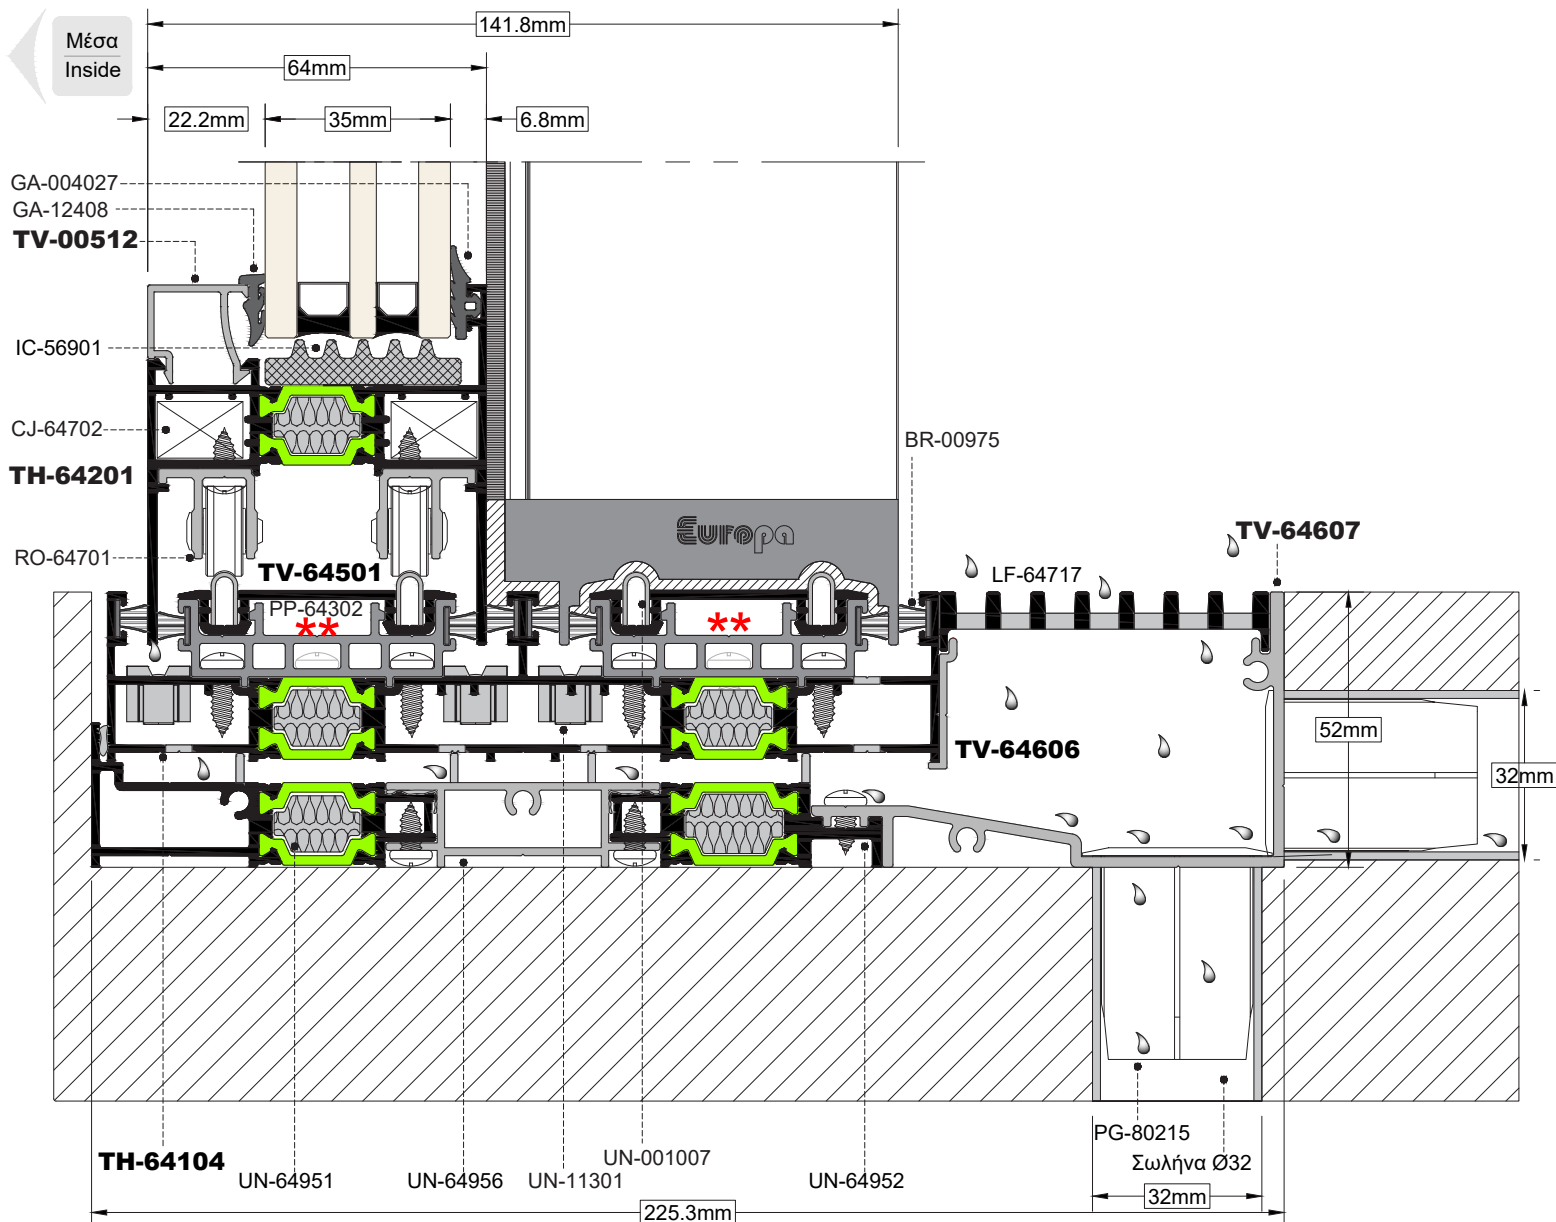 141.8mm
Μέσα
Inside
64mm
22.2mm
35mm
6.8mm
GA-004027
GA-12408
TV-00512
IC-56901
CJ-64702
BR-00975
TH-64201
Europa
TV-64607
RO-64701
TV-64501
LF-64717
PP-64302
**
**
52mm
TV-64606
32mm
PG-80215
TH-64104
UN-001007
Σωλήνα Ø32
UN-64951
UN-64956
UN-11301
UN-64952
32mm
225.3mm